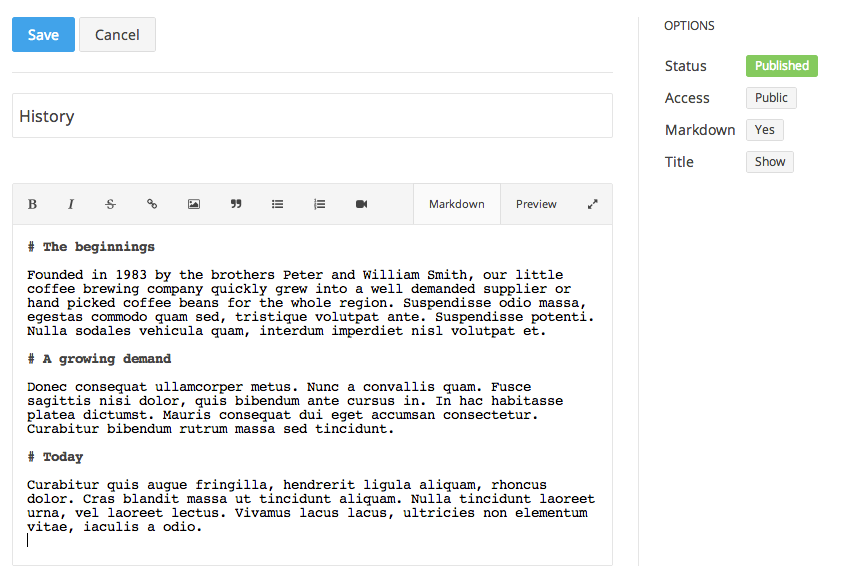 Save Cancel
History
B I S Markdown Preview
# The beginnings
Founded in 1983 by the brothers Peter and William Smith, our little
coffee brewing company quickly grew into a well demanded supplier or
hand picked coffee beans for the whole region. Suspendisse odio massa,
egestas commodo quam sed, tristique volutpat ante. Suspendisse potenti.
Nulla sodales vehicula quam, interdum imperdiet nisl volutpat et.
# A growing demand
Donec consequat ullamcorper metus. Nunc a convallis quam. Fusce
sagittis nisi dolor, quis bibendum ante cursus in. In hac habitasse
platea dictumst. Mauris consequat dui eget accumsan consectetur.
Curabitur bibendum rutrum massa sed tincidunt.
# Today
Curabitur quis augue fringilla, hendrerit ligula aliquam, rhoncus
dolor. Cras blandit massa ut tincidunt aliquam. Nulla tincidunt laoreet
urna, vel laoreet lectus. Vivamus lacus lacus, ultricies non elementum
vitae, iaculis a odio.
OPTIONS
Status Published
Access Public
Markdown Yes
Title Show